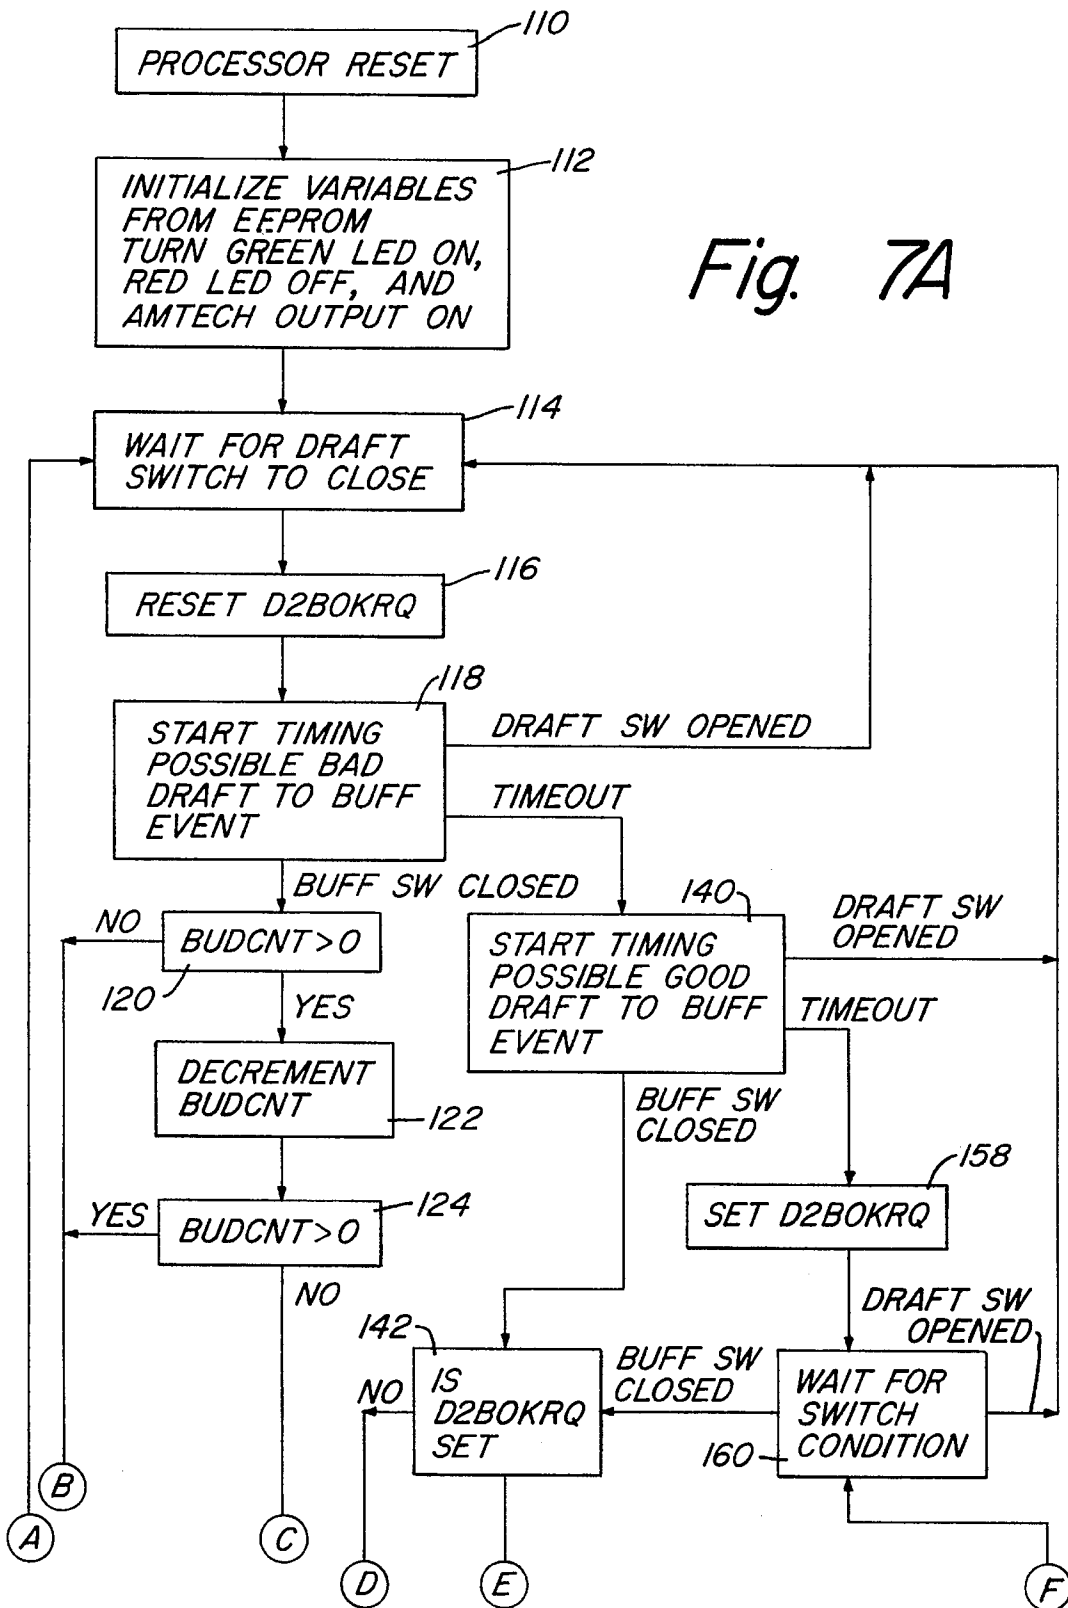 110
PROCESSOR RESET
112
INITIALIZE VARIABLES
FROM EEPROM
TURN GREEN LED ON,
RED LED OFF, AND
AMTECH OUTPUT ON
Fig. 7A
114
WAIT FOR DRAFT
SWITCH TO CLOSE
116
RESET D2BOKRQ
118
START TIMING
POSSIBLE BAD
DRAFT TO BUFF
EVENT
DRAFT SW OPENED
TIMEOUT
BUFF SW CLOSED
NO
BUDCNT>0
120
YES
140
START TIMING
POSSIBLE GOOD
DRAFT TO BUFF
EVENT
DRAFT SW
OPENED
TIMEOUT
BUFF SW
CLOSED
DECREMENT
BUDCNT
122
158
SET D2BOKRQ
YES
BUDCNT>0
124
NO
142
IS
D2BOKRQ
SET
NO
BUFF SW
CLOSED
DRAFT SW
OPENED
WAIT FOR
SWITCH
CONDITION
160
B
A
C
D
E
F